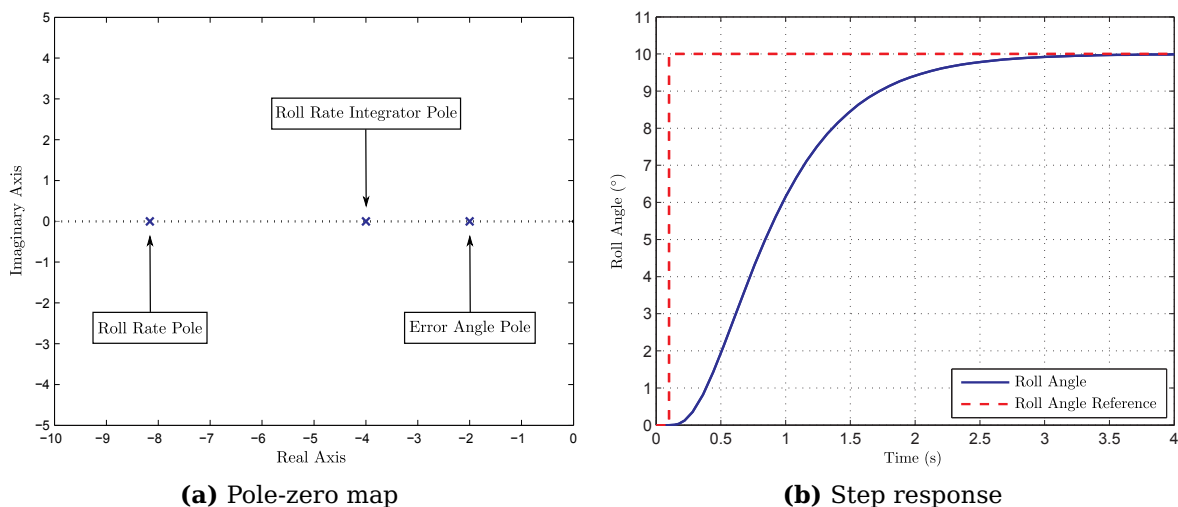 5
4
3
2
1
0
−1
−2
−3
−4
−5
Imaginary Axis
Roll Rate Integrator Pole
Roll Rate Pole
Error Angle Pole
−10 −9 −8 −7 −6 −5 −4 −3 −2 −1 0
Real Axis
(a) Pole-zero map
11
10
9
8
7
6
5
4
3
2
1
0
Roll Angle (°)
Roll Angle
Roll Angle Reference
0 0.5 1 1.5 2 2.5 3 3.5 4
Time (s)
(b) Step response